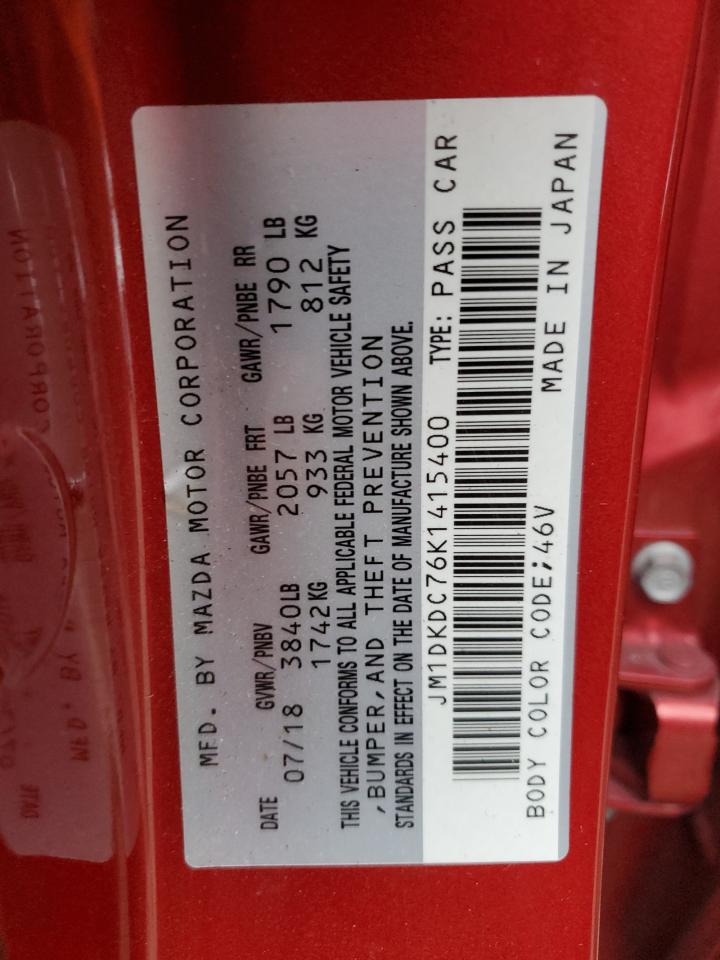 MFD. BY MAZDA MOTOR CORPORATION
DATE GVWR/PNBV GAWR/PNBE FRT GAWR/PNBE RR
07/18 3840LB 2057 LB 1790 LB
1742KG 933 KG 812 KG
THIS VEHICLE CONFORMS TO ALL APPLICABLE FEDERAL MOTOR VEHICLE SAFETY
,BUMPER,AND THEFT PREVENTION
STANDARDS IN EFFECT ON THE DATE OF MANUFACTURE SHOWN ABOVE.
JM1DKDC76K1415400 TYPE: PASS CAR
BODY COLOR CODE;46V MADE IN JAPAN